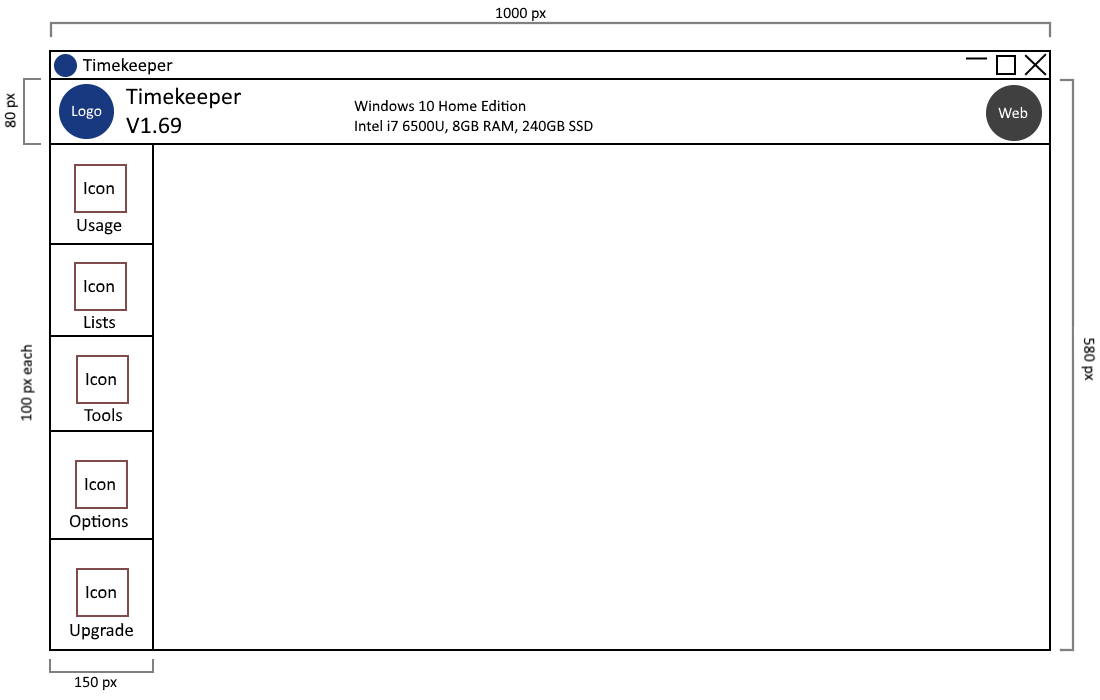 1000 px
Timekeeper
80 px
Logo
Timekeeper
V1.69
Windows 10 Home Edition
Intel i7 6500U, 8GB RAM, 240GB SSD
Web
Icon
Usage
Icon
Lists
100 px each
580 px
Icon
Tools
Icon
Options
Icon
Upgrade
150 px